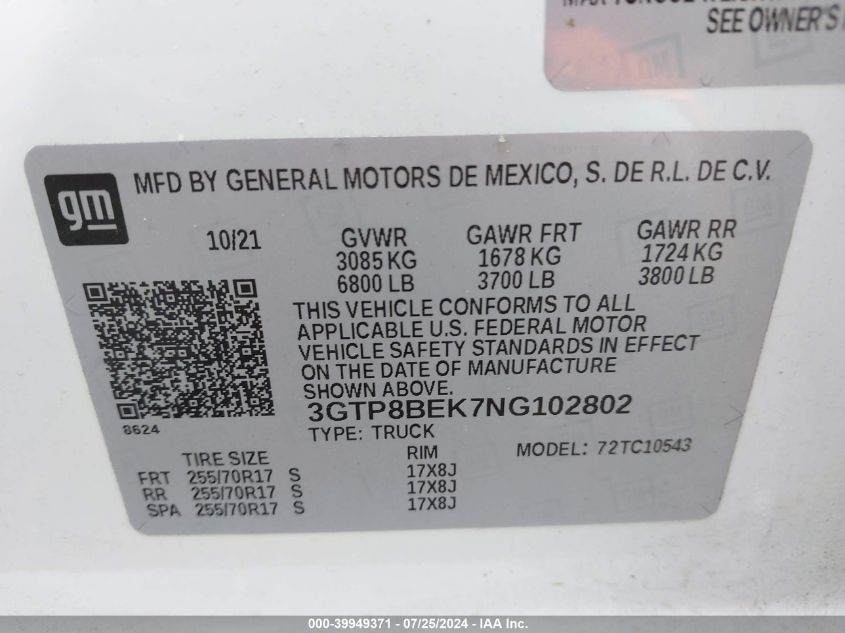 SEE OWNER'S
gm
MFD BY GENERAL MOTORS DE MEXICO, S. DE R.L. DE C.V.
10/21 GVWR GAWR FRT GAWR RR
3085 KG 1678 KG 1724 KG
6800 LB 3700 LB 3800 LB
THIS VEHICLE CONFORMS TO ALL
APPLICABLE U.S. FEDERAL MOTOR
VEHICLE SAFETY STANDARDS IN EFFECT
ON THE DATE OF MANUFACTURE
SHOWN ABOVE.
3GTP8BEK7NG102802
8624
TYPE: TRUCK MODEL: 72TC10543
TIRE SIZE RIM
FRT 255/70R17 S 17X8J
RR 255/70R17 S 17X8J
SPA 255/70R17 S 17X8J
000-39949371 - 07/25/2024 - IAA Inc.